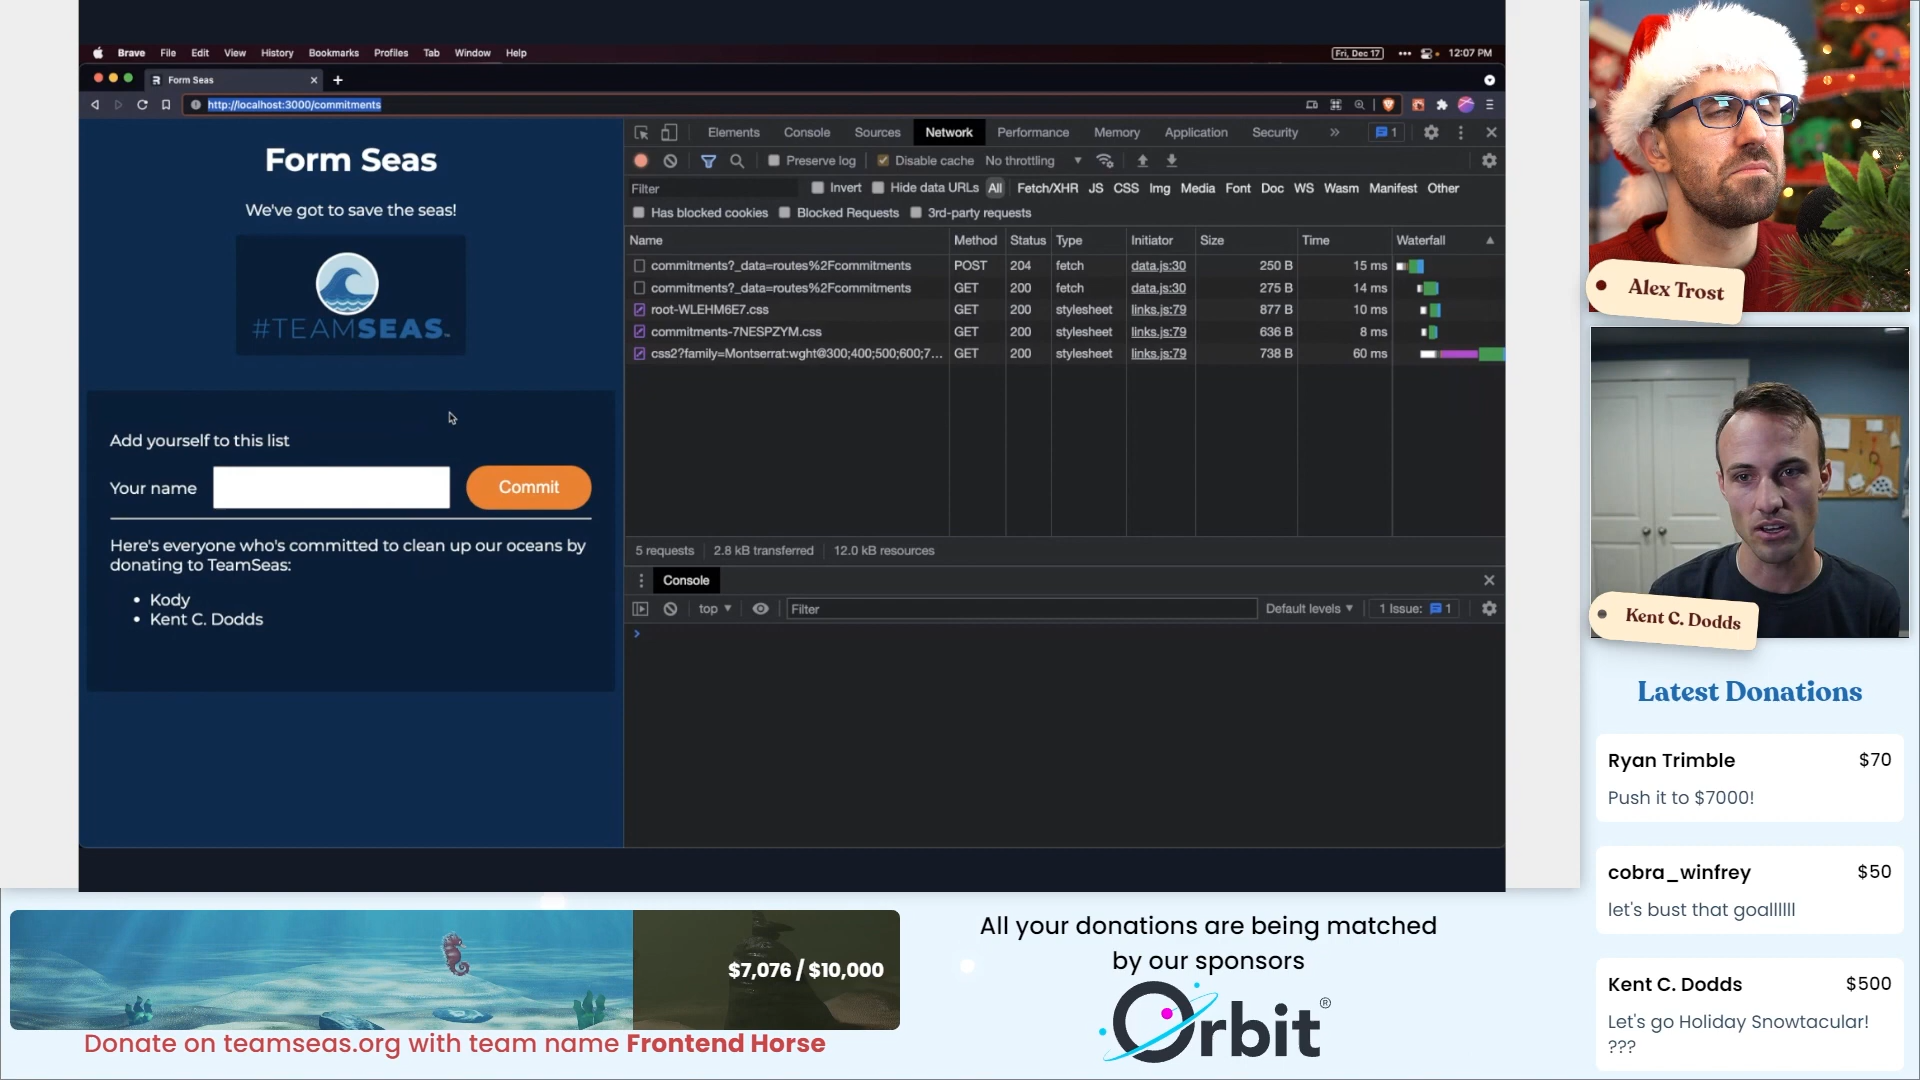 Brave File Edit View History Bookmarks Profiles Tab Window Help Fri, Dec 17 12:07 PM
Form Seas
http://localhost:3000/commitments
Form Seas
We've got to save the seas!
#TEAMSEAS™
Add yourself to this list
Your name Commit
Here's everyone who's committed to clean up our oceans by
donating to TeamSeas:
• Kody
• Kent C. Dodds
Elements Console Sources Network Performance Memory Application Security » 1
Preserve log Disable cache No throttling
Filter Invert Hide data URLs All Fetch/XHR JS CSS Img Media Font Doc WS Wasm Manifest Other
Has blocked cookies Blocked Requests 3rd-party requests
Name Method Status Type Initiator Size Time Waterfall
commitments?_data=routes%2Fcommitments POST 204 fetch data.js:30 250 B 15 ms
commitments?_data=routes%2Fcommitments GET 200 fetch data.js:30 275 B 14 ms
root-WLEHM6E7.css GET 200 stylesheet links.js:79 877 B 10 ms
commitments-7NESPZYM.css GET 200 stylesheet links.js:79 636 B 8 ms
css2?family=Montserrat:wght@300;400;500;600;7... GET 200 stylesheet links.js:79 738 B 60 ms
5 requests 2.8 kB transferred 12.0 kB resources
Console
top Filter Default levels 1 Issue: 1
Alex Trost
Kent C. Dodds
Latest Donations
Ryan Trimble $70
Push it to $7000!
cobra_winfrey $50
let's bust that goallllll
Kent C. Dodds $500
Let's go Holiday Snowtacular!
???
$7,076 / $10,000
Donate on teamseas.org with team name Frontend Horse
All your donations are being matched
by our sponsors
Orbit®